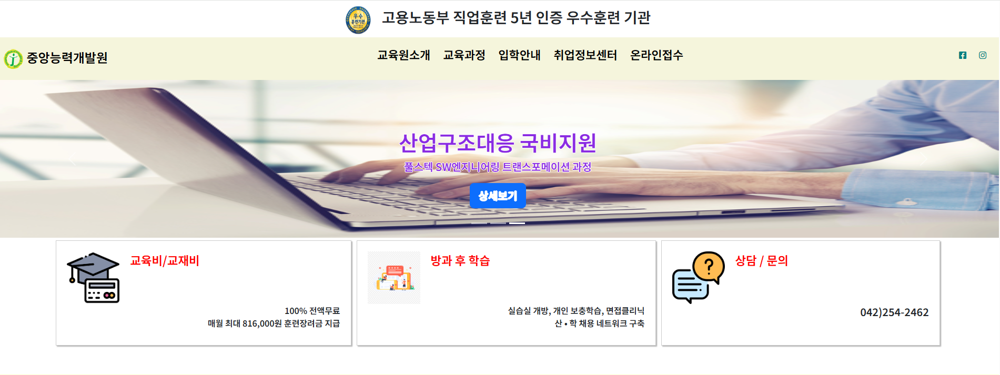 우수
훈련기관
고용노동부 직업훈련 5년 인증 우수훈련 기관
중앙능력개발원
교육원소개 교육과정 입학안내 취업정보센터 온라인접수
산업구조대응 국비지원
풀스텍 SW엔지니어링 트랜스포메이션 과정
상세보기
교육비/교재비
100% 전액무료
매월 최대 816,000원 훈련장려금 지급
방과 후 학습
실습실 개방, 개인 보충학습, 면접클리닉
산 • 학 채용 네트워크 구축
상담 / 문의
042)254-2462